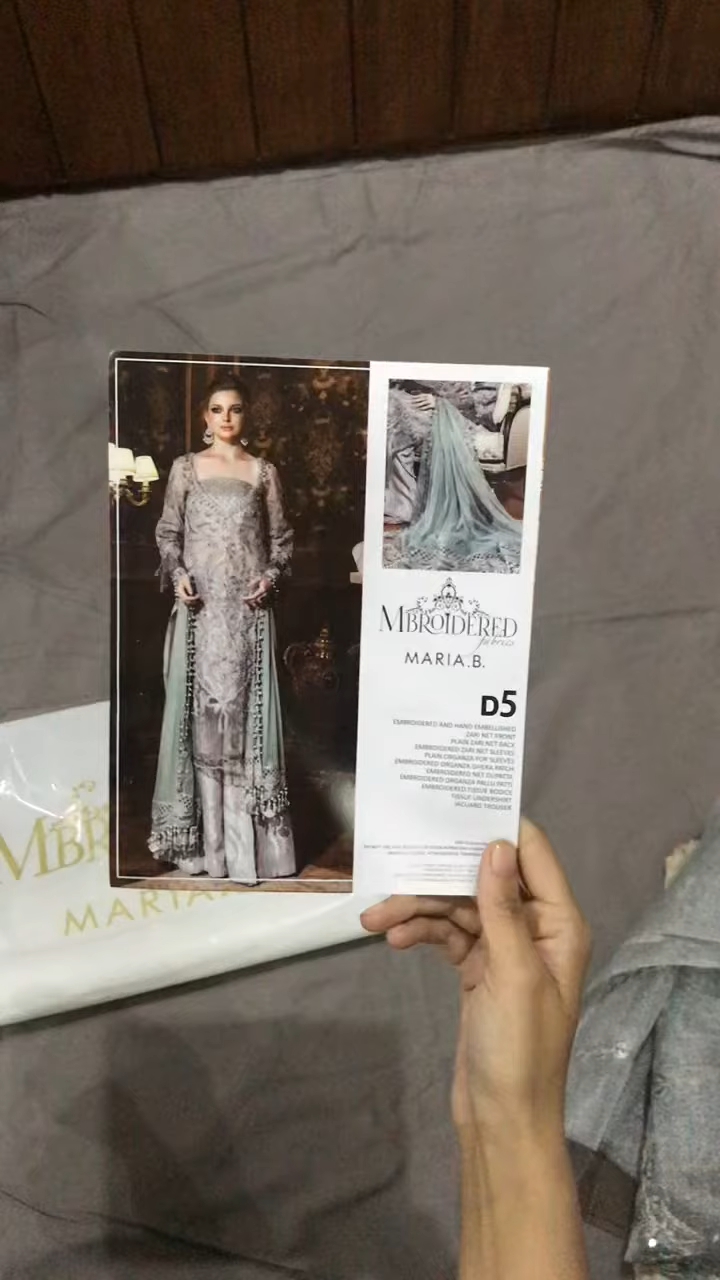 MBROIDERED
fabrics
MARIA.B.
D5
EMBROIDERED AND HAND EMBELLISHED
ZARI NET FRONT
PLAIN ZARI NET BACK
EMBROIDERED ZARI NET SLEEVES
PLAIN ORGANZA FOR SLEEVES
EMBROIDERED ORGANZA GHERA PATCH
EMBROIDERED NET DUPATTA
EMBROIDERED ORGANZA PALLU PATTI
EMBROIDERED TISSUE BODICE
TISSUE UNDERSHIRT
JACUARD TROUSER
MBR
MARIA.